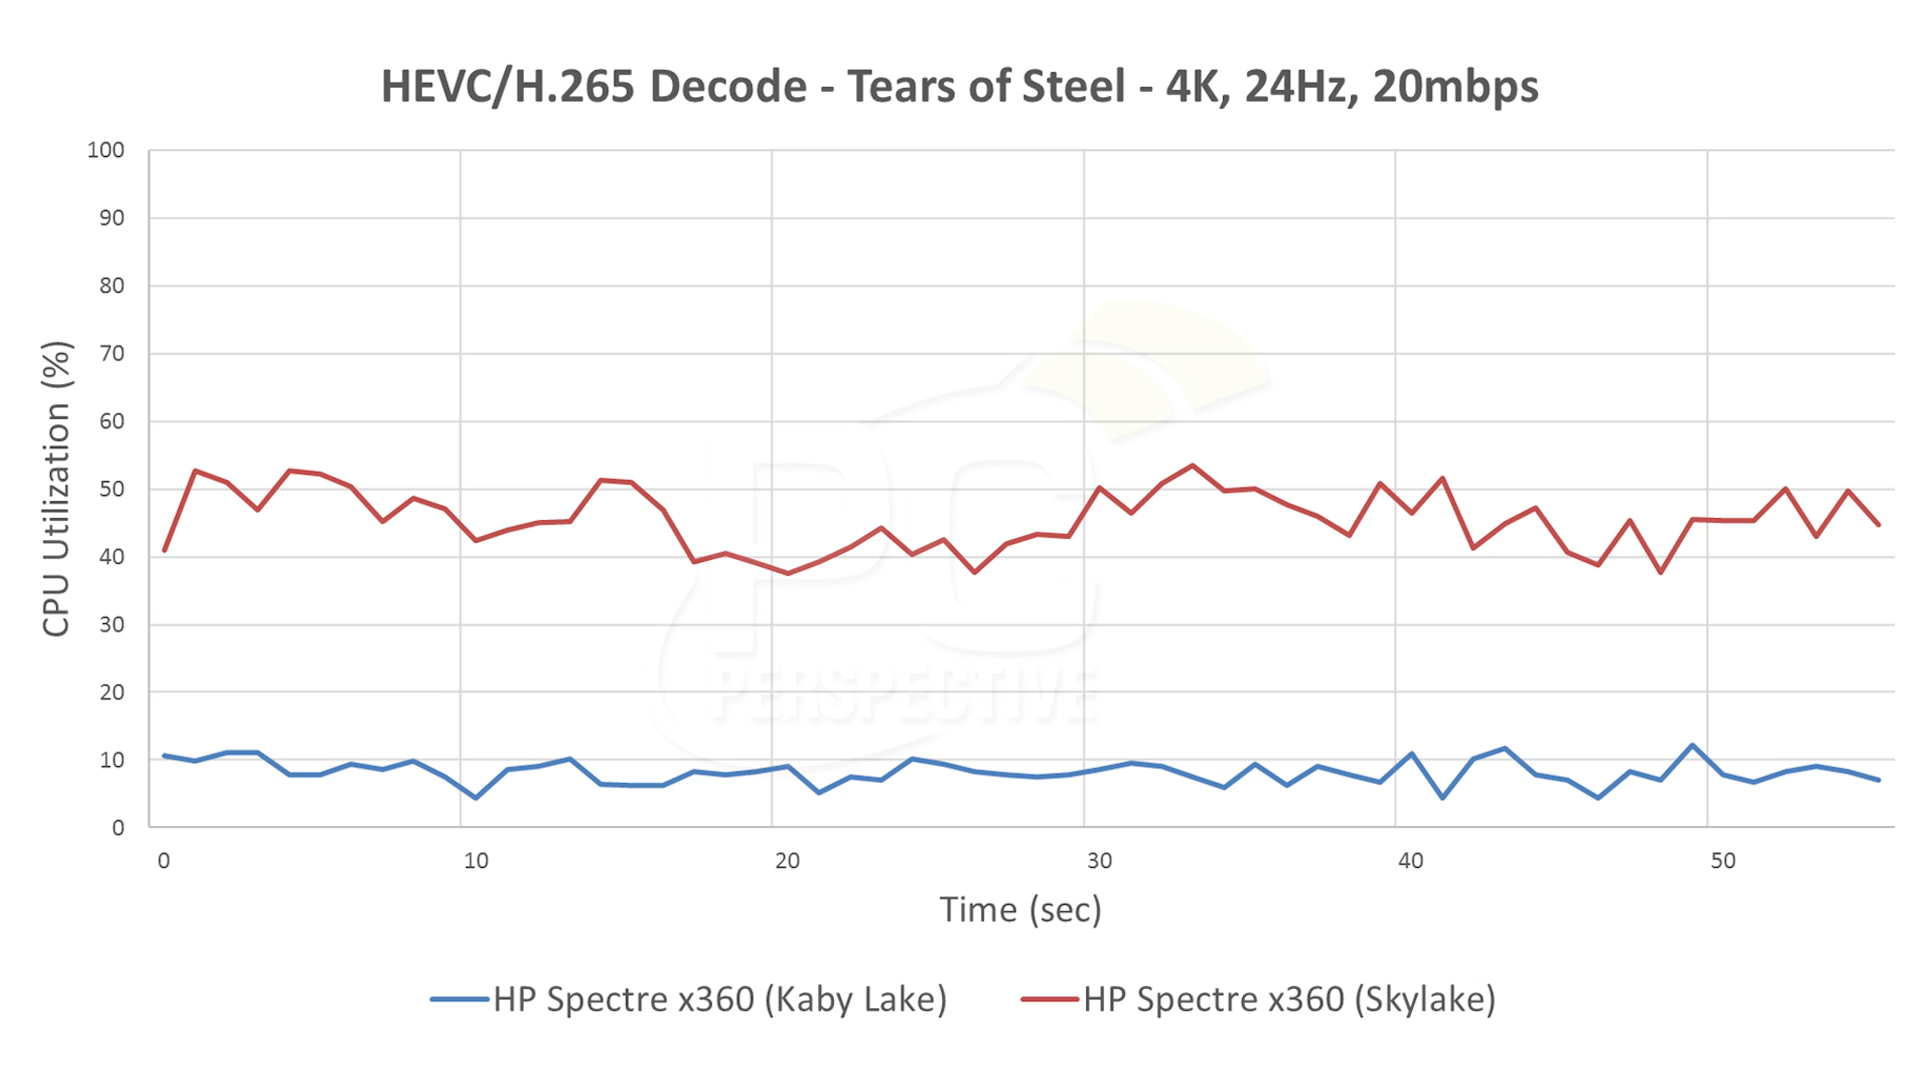 HEVC/H.265 Decode - Tears of Steel - 4K, 24Hz, 20mbps
100
90
80
70
60
50
40
30
20
10
0
CPU Utilization (%)
PC
PERSPECTIVE
0 10 20 30 40 50
Time (sec)
HP Spectre x360 (Kaby Lake) HP Spectre x360 (Skylake)